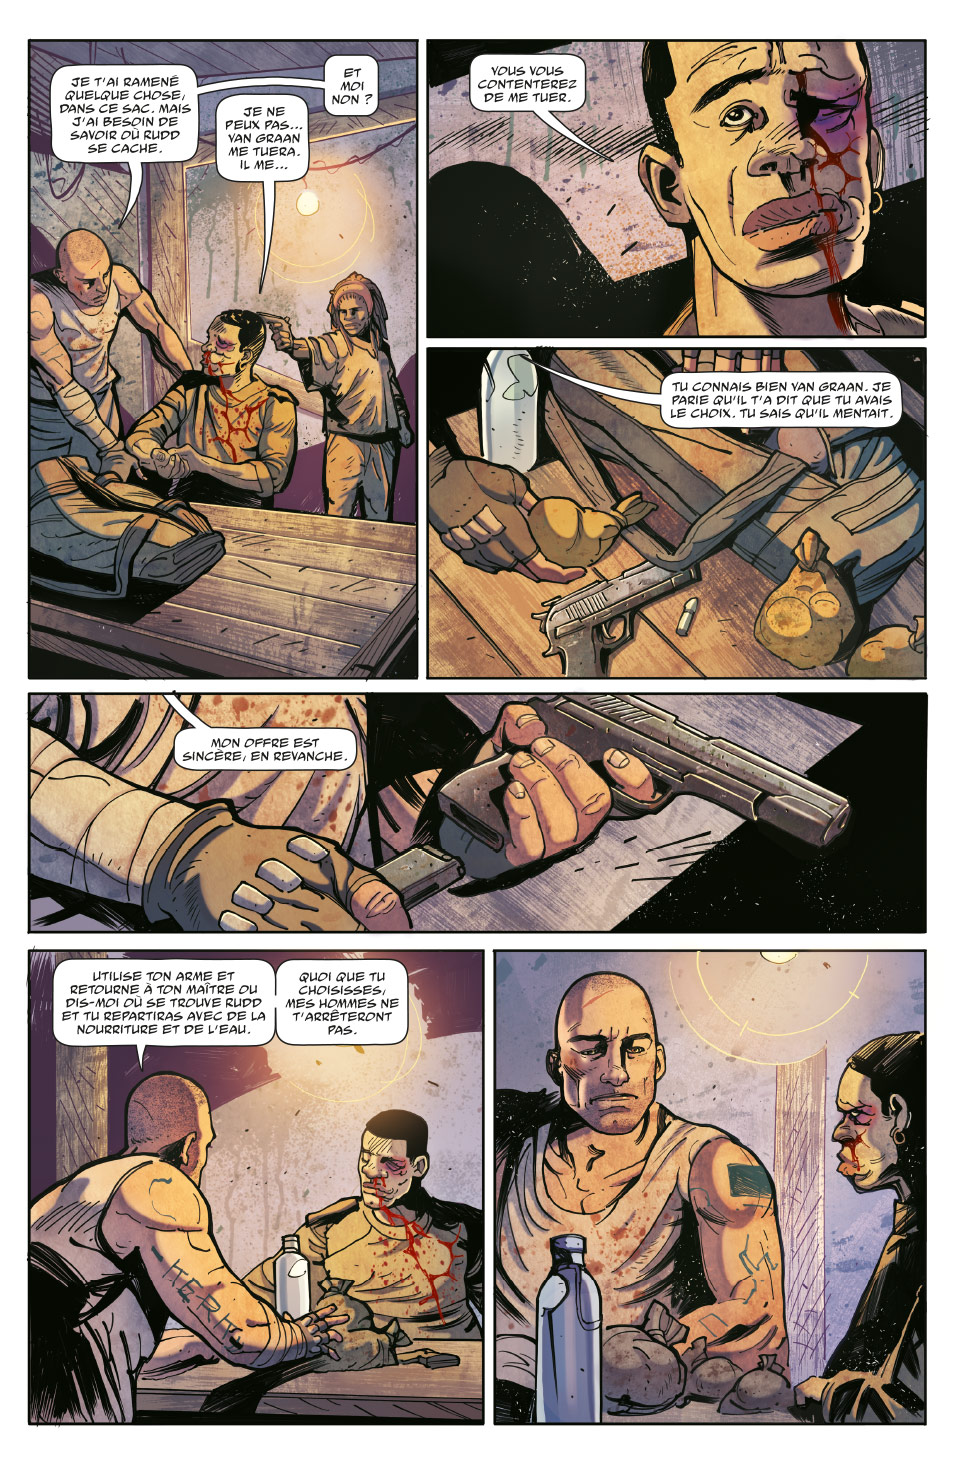 JE T'AI RAMENÉ
QUELQUE CHOSE,
DANS CE SAC. MAIS
J'AI BESOIN DE
SAVOIR OÙ RUDD
SE CACHE.
ET
MOI
NON ?
JE NE
PEUX PAS...
VAN GRAAN
ME TUERA.
IL ME...
VOUS VOUS
CONTENTEREZ
DE ME TUER.
TU CONNAIS BIEN VAN GRAAN. JE
PARIE QU'IL T'A DIT QUE TU AVAIS
LE CHOIX. TU SAIS QU'IL MENTAIT.
MON OFFRE EST
SINCÈRE, EN REVANCHE.
UTILISE TON ARME ET
RETOURNE À TON MAÎTRE OU
DIS-MOI OÙ SE TROUVE RUDD
ET TU REPARTIRAS AVEC DE LA
NOURRITURE ET DE L'EAU.
QUOI QUE TU
CHOISISSES,
MES HOMMES NE
T'ARRÊTERONT
PAS.